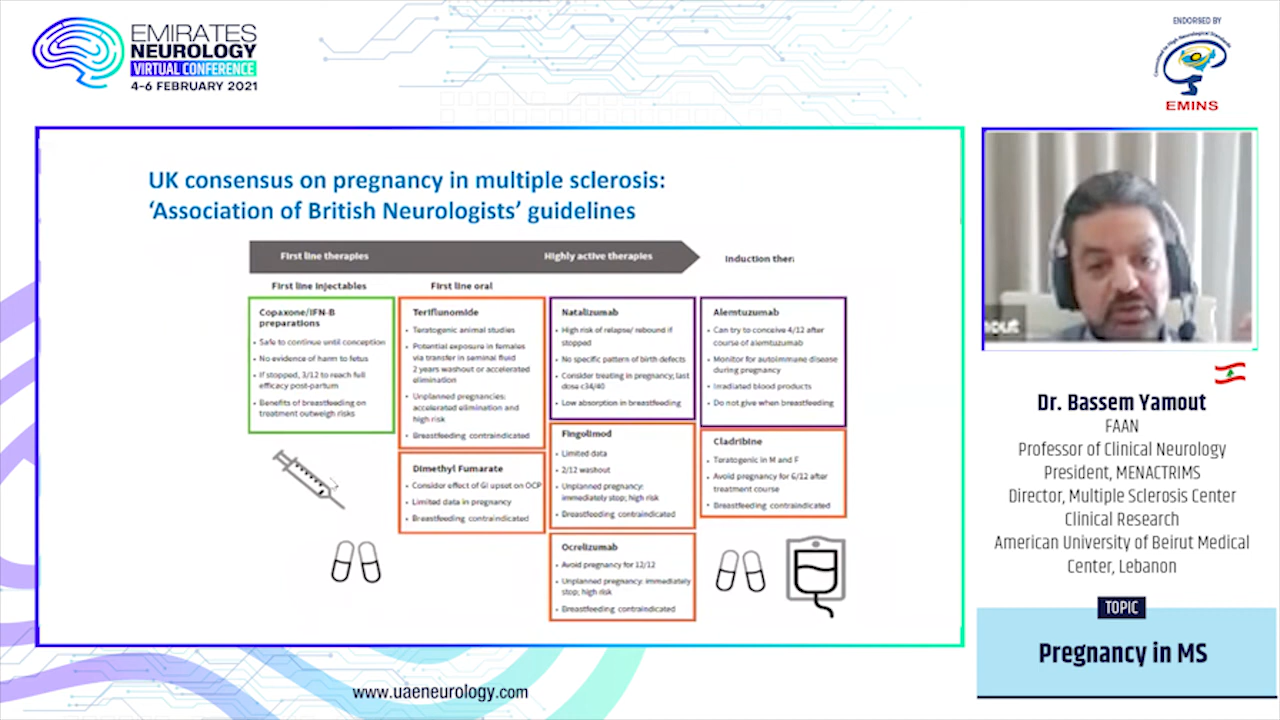 EMIRATES
NEUROLOGY
VIRTUAL CONFERENCE
4-6 FEBRUARY 2021
ENDORSED BY
EMINS
UK consensus on pregnancy in multiple sclerosis:
‘Association of British Neurologists’ guidelines
First line therapies
Highly active therapies
Induction ther
First line injectables
First line oral
Copaxone/IFN-B
preparations
• Safe to continue until conception
• No evidence of harm to fetus
• If stopped, 3/12 to reach full
efficacy post-partum
• Benefits of breastfeeding on
treatment outweigh risks
Teriflunomide
• Teratogenic animal studies
• Potential exposure in females
via transfer in seminal fluid
2 years washout or accelerated
elimination
• Unplanned pregnancies:
accelerated elimination and
high risk
• Breastfeeding contraindicated
Dimethyl Fumarate
• Consider effect of GI upset on OCP
• Limited data in pregnancy
• Breastfeeding contraindicated
Natalizumab
• High risk of relapse/ rebound if
stopped
• No specific pattern of birth defects
• Consider treating in pregnancy, last
dose c34/40
• Low absorption in breastfeeding
Fingolimod
• Limited data
• 2/12 washout
• Unplanned pregnancy:
immediately stop; high risk
• Breastfeeding contraindicated
Ocrelizumab
• Avoid pregnancy for 12/12
• Unplanned pregnancy: immediately
stop; high risk
• Breastfeeding contraindicated
Alemtuzumab
• Can try to conceive 4/12 after
course of alemtuzumab
• Monitor for autoimmune disease
during pregnancy
• Irradiated blood products
• Do not give when breastfeeding
Cladribine
• Teratogenic in M and F
• Avoid pregnancy for 6/12 after
treatment course
• Breastfeeding contraindicated
mout
Dr. Bassem Yamout
FAAN
Professor of Clinical Neurology
President, MENACTRIMS
Director, Multiple Sclerosis Center
Clinical Research
American University of Beirut Medical
Center, Lebanon
TOPIC
Pregnancy in MS
www.uaeneurology.com